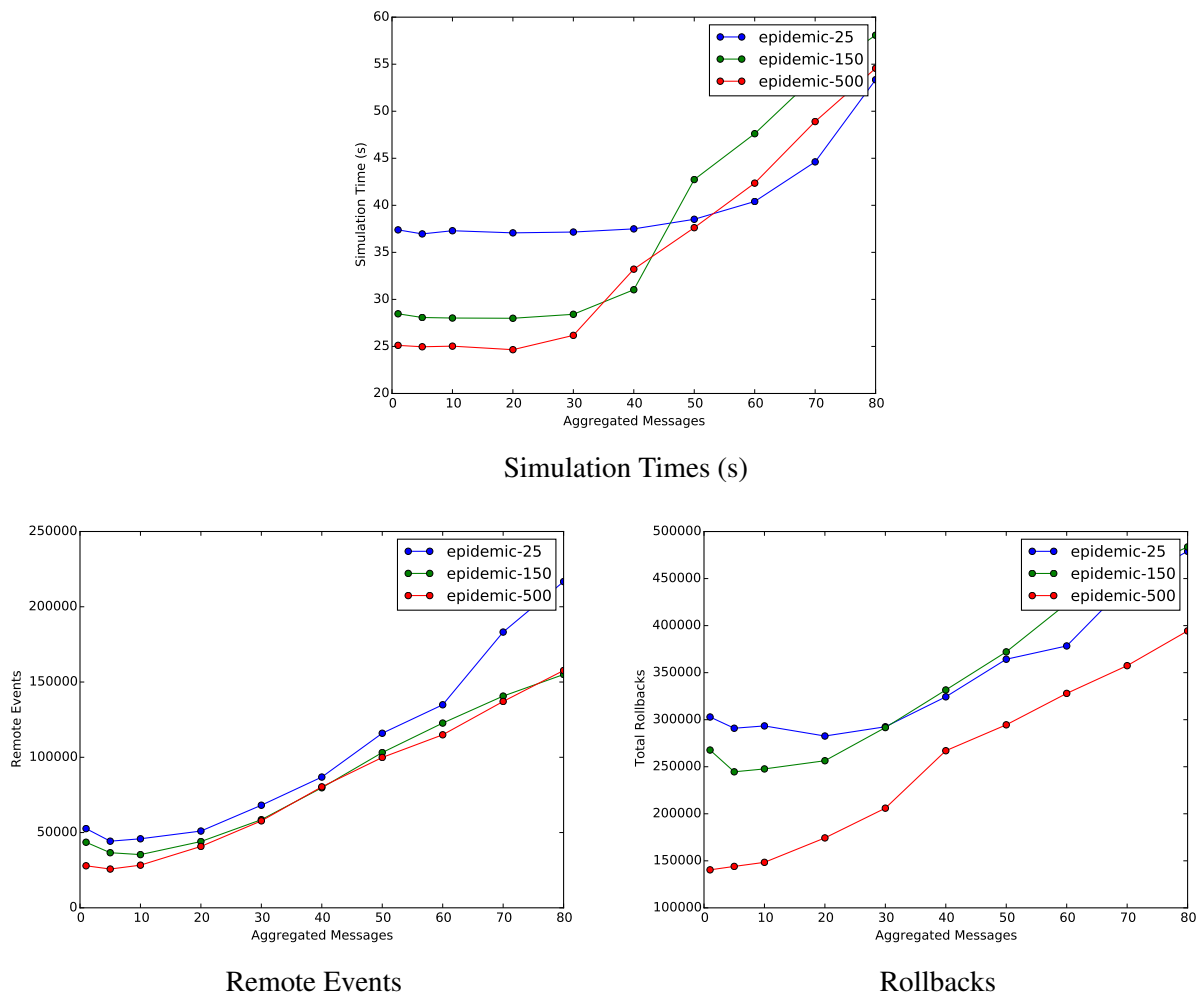 60
55
50
45
40
35
30
25
20
Simulation Time (s)
epidemic-25
epidemic-150
epidemic-500
0 10 20 30 40 50 60 70 80
Aggregated Messages
Simulation Times (s)
250000
200000
150000
100000
50000
0
Remote Events
epidemic-25
epidemic-150
epidemic-500
0 10 20 30 40 50 60 70 80
Aggregated Messages
Remote Events
500000
450000
400000
350000
300000
250000
200000
150000
100000
Total Rollbacks
epidemic-25
epidemic-150
epidemic-500
0 10 20 30 40 50 60 70 80
Aggregated Messages
Rollbacks